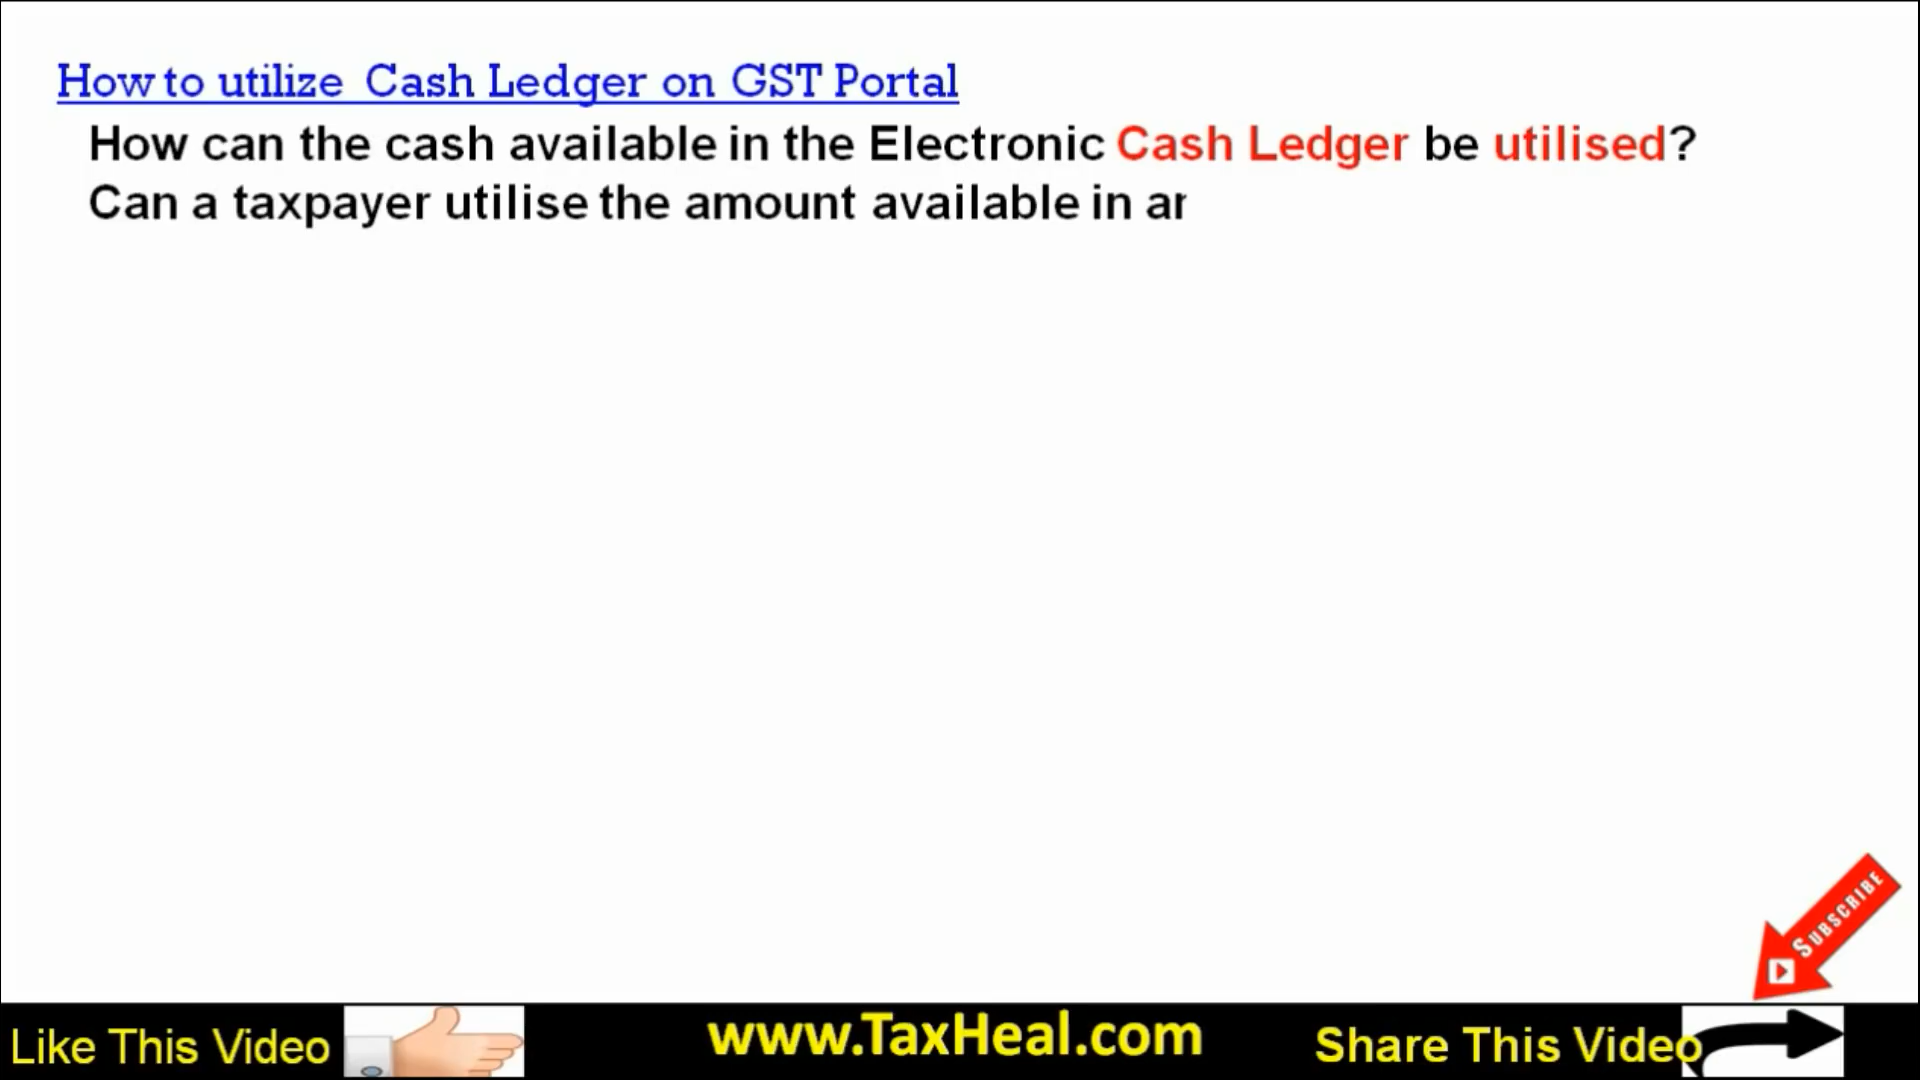 How to utilize Cash Ledger on GST Portal
How can the cash available in the Electronic Cash Ledger be utilised?
Can a taxpayer utilise the amount available in ar
SUBSCRIBE
Like This Video
www.TaxHeal.com
Share This Video